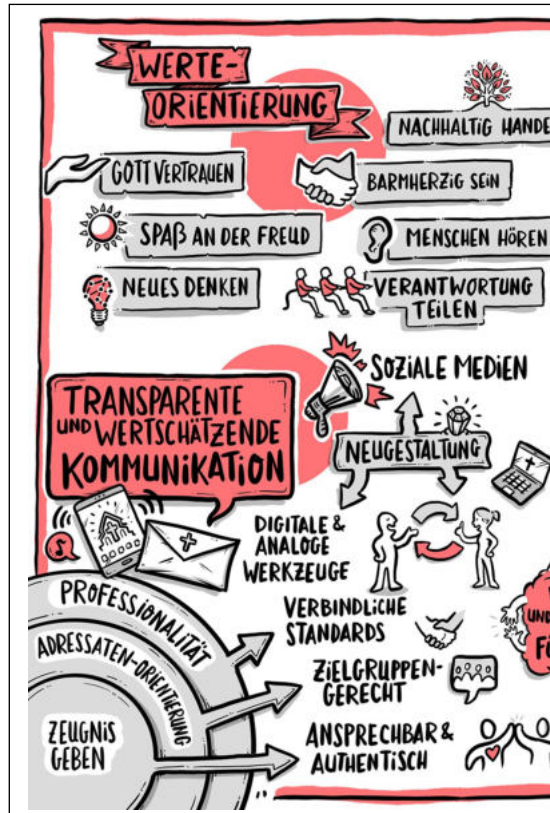 WERTE-
ORIENTIERUNG
NACHHALTIG HANDE
GOTT VERTRAUEN
BARMHERZIG SEIN
SPAẞ AN DER FREUD
MENSCHEN HÖREN
NEUES DENKEN
VERANTWORTUNG
TEILEN
SOZIALE MEDIEN
TRANSPARENTE
UND WERTSCHÄTZENDE
KOMMUNIKATION
NEUGESTALTUNG
DIGITALE &
ANALOGE
WERKZEUGE
PROFESSIONALITÄT
VERBINDLICHE
STANDARDS
UND
FÜ
ADRESSATEN-ORIENTIERUNG
ZIELGRUPPEN-
GERECHT
ZEUGNIS
GEBEN
ANSPRECHBAR &
AUTHENTISCH